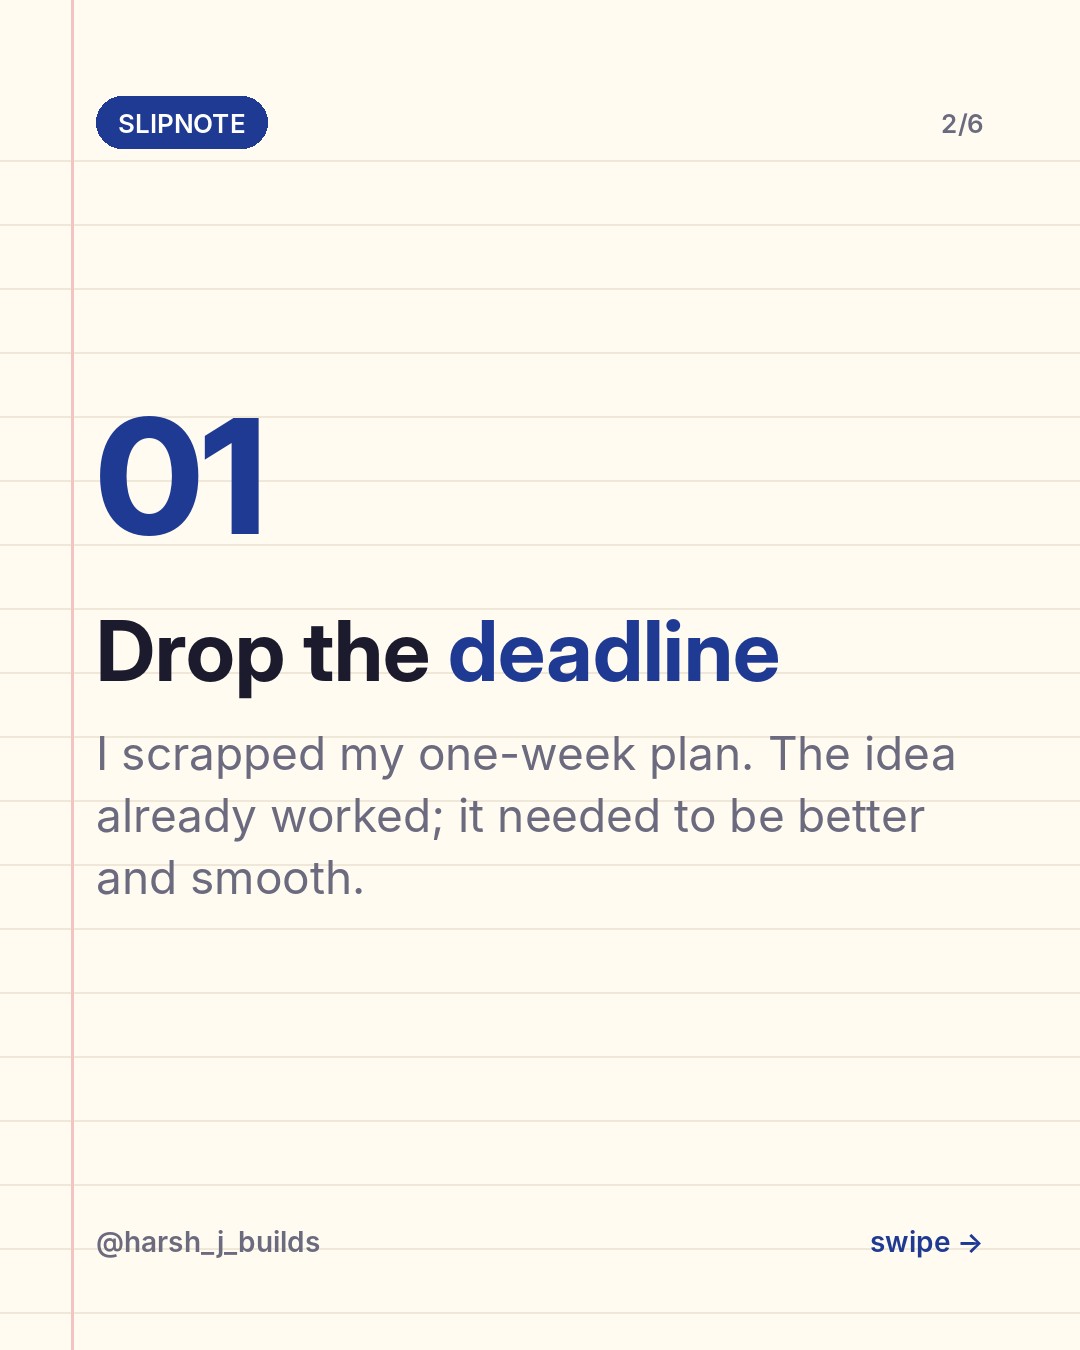 SLIPNOTE
2/6
01
Drop the deadline
I scrapped my one-week plan. The idea
already worked; it needed to be better
and smooth.
@harsh_j_builds
swipe →